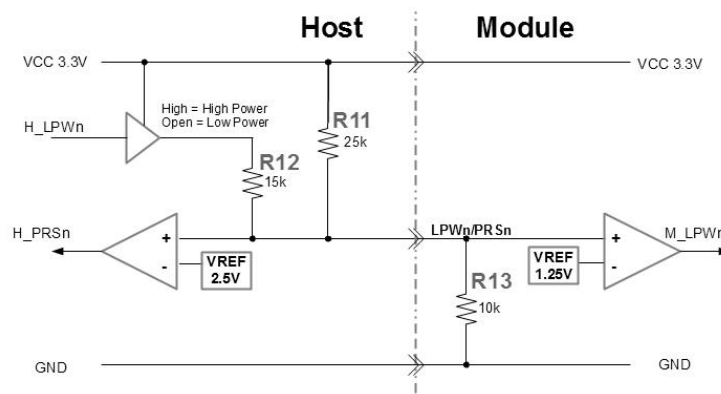 Host
Module
VCC 3.3V
VCC 3.3V
High = High Power
Open = Low Power
H_LPWn
R11
25k
R12
15k
H_PRSn
+
-
VREF
2.5V
LPWn/PRSn
VREF
1.25V
+
-
M_LPWn
R13
10k
GND
GND